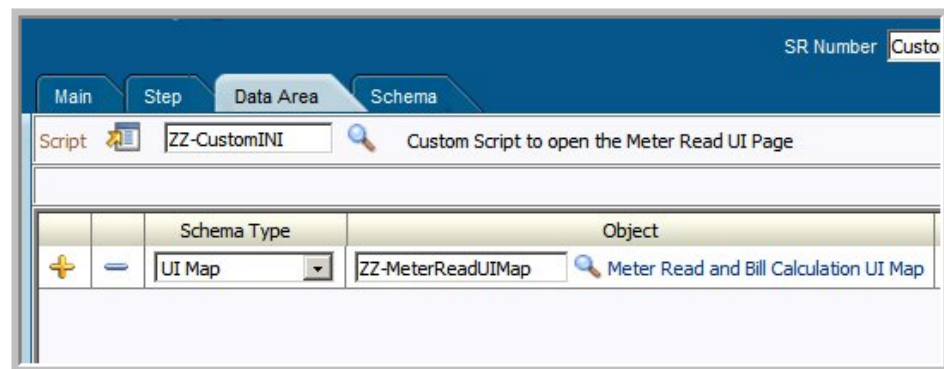 SR Number Custo
Main Step Data Area Schema
Script ZZ-CustomINI Custom Script to open the Meter Read UI Page
Schema Type Object
UI Map ZZ-MeterReadUIMap Meter Read and Bill Calculation UI Map